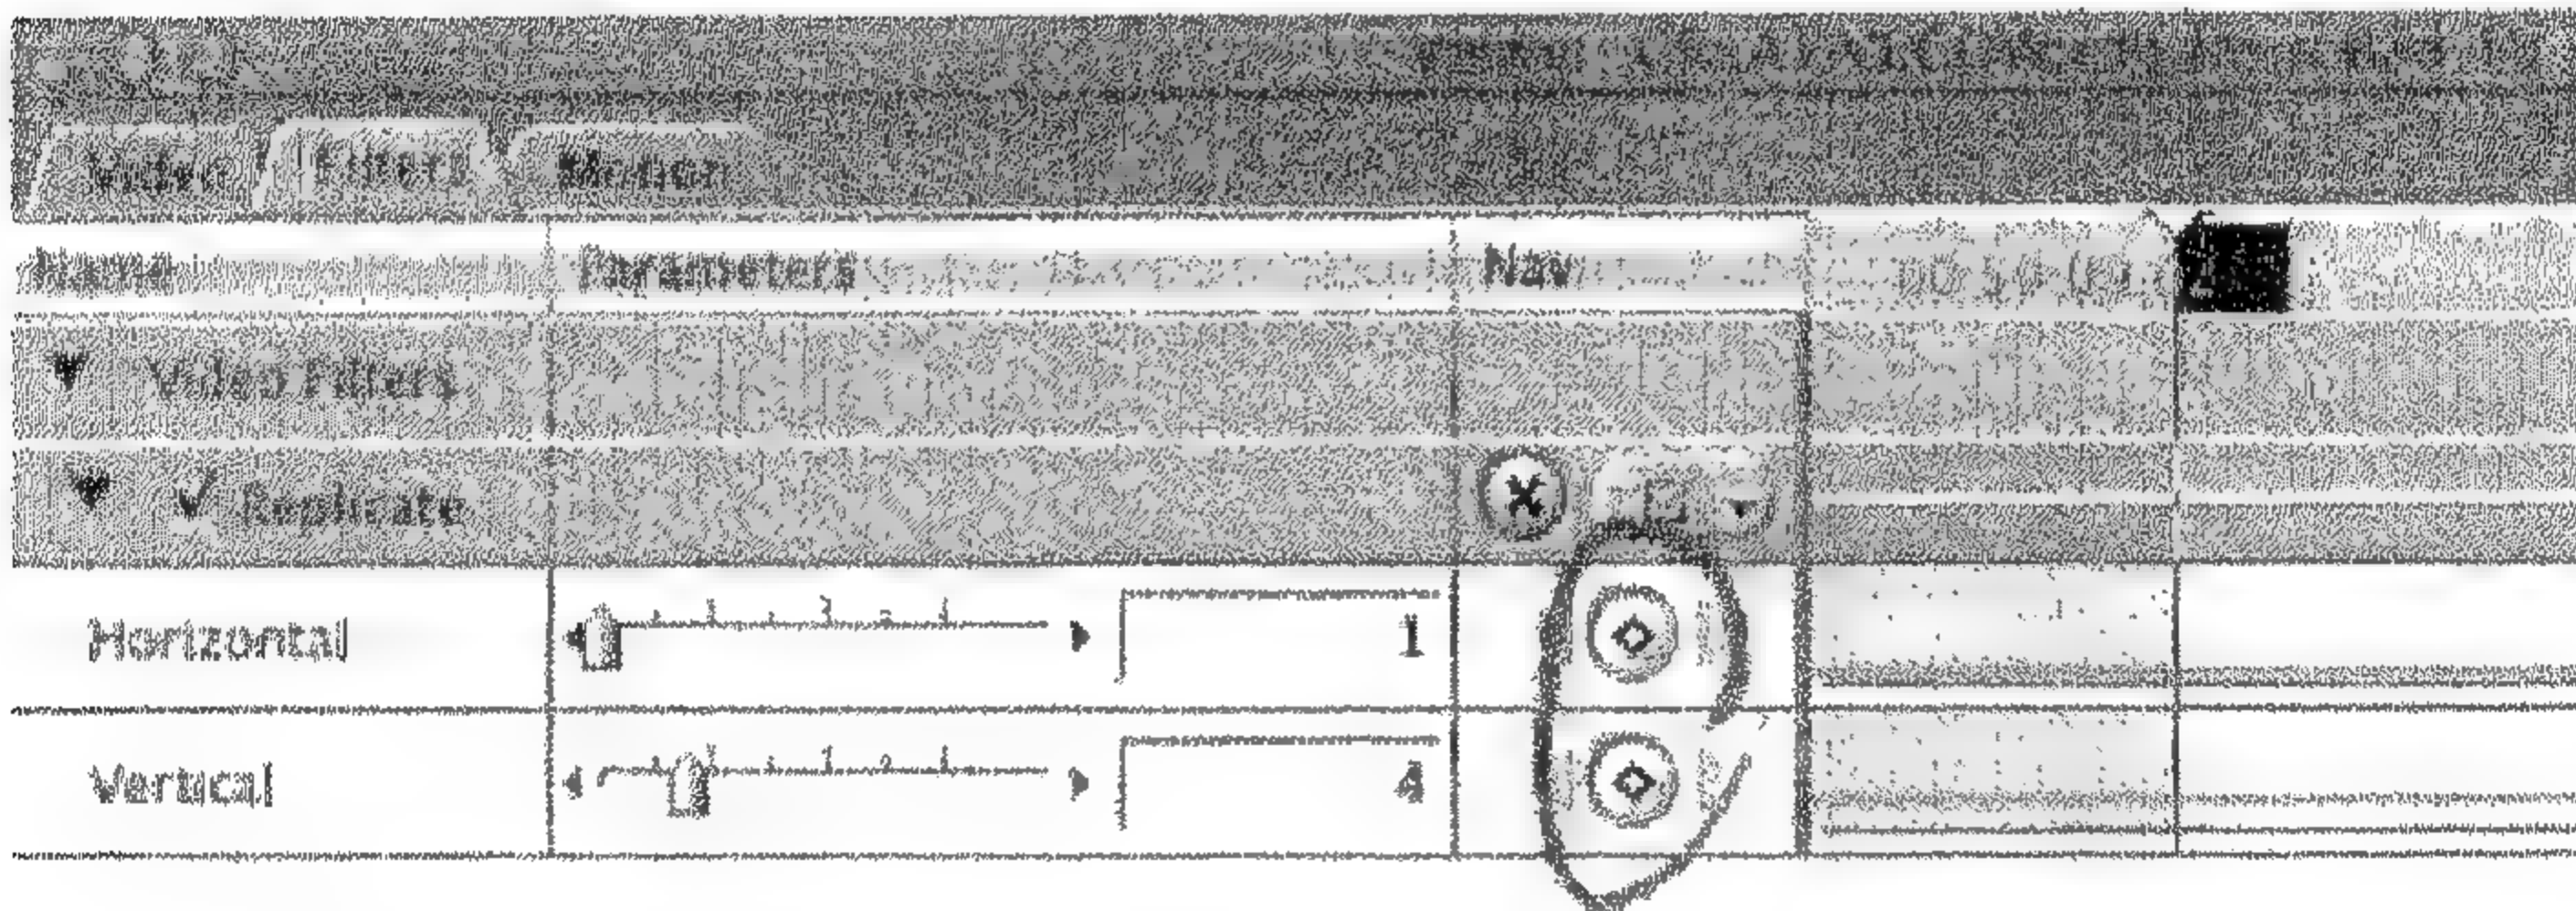 Video Filters Motion
Name Parameters Nav
Video Filters
Replicate
Horizontal 1
Vertical 4